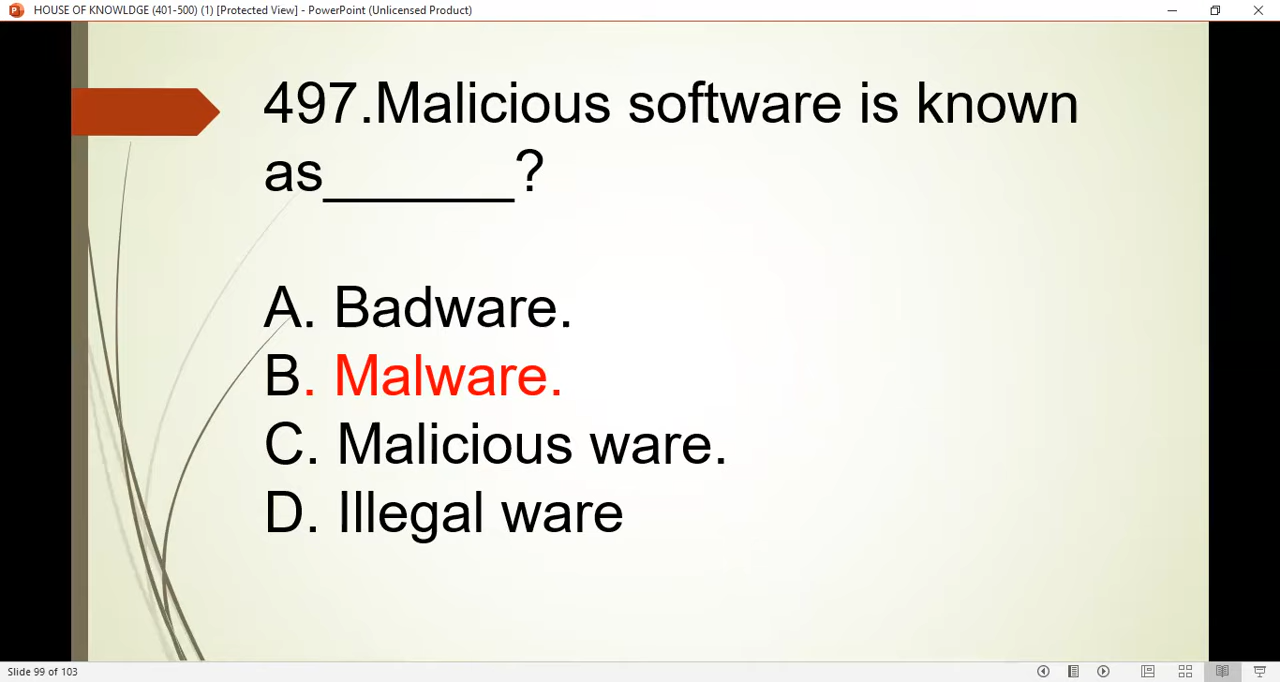 HOUSE OF KNOWLDGE (401-500) (1) [Protected View] - PowerPoint (Unlicensed Product)
497.Malicious software is known
as______?
A. Badware.
B. Malware.
C. Malicious ware.
D. Illegal ware
Slide 99 of 103